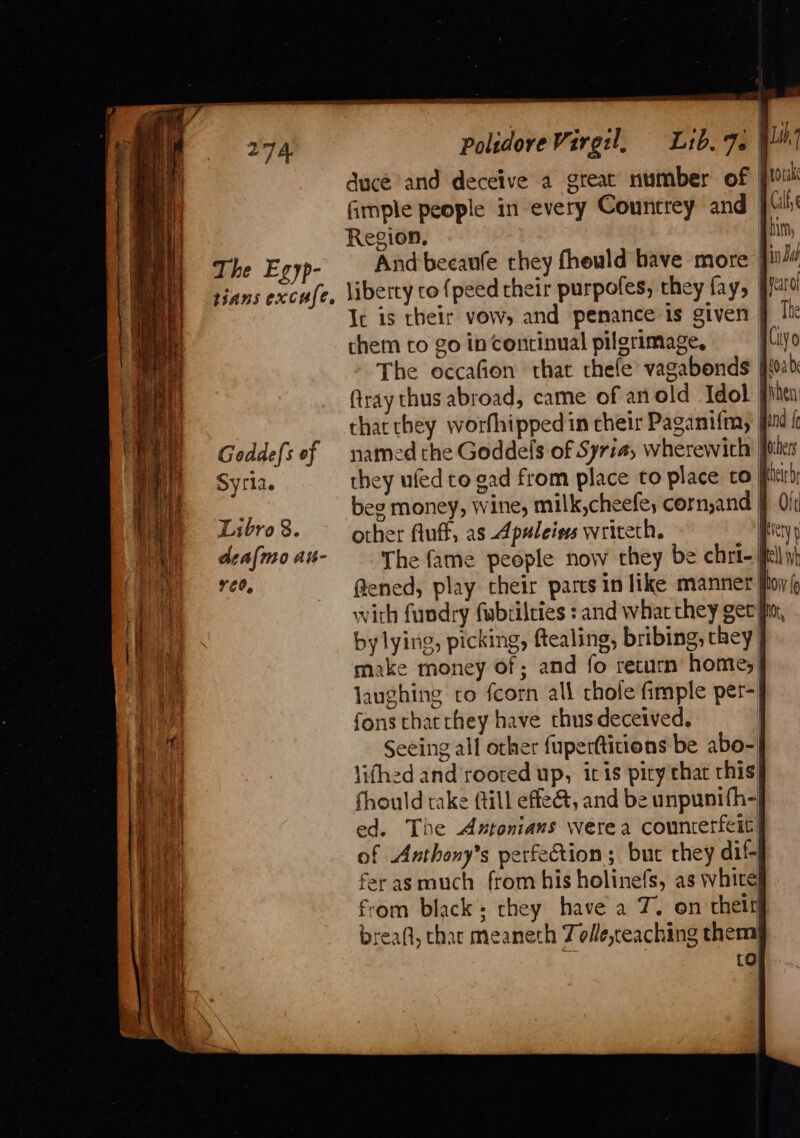 274 Polidore Virgil. Lib. 7.
duce and deceive a great number of
ſimple people in every Countrey and
Region.
The Egyp-
tians excuſe.
And becauſe they ſhould have more
liberty to ſpeed their purpoſes, they ſay,
It is their vow, and penance is given
them to go in continual pilgrimage.
The occaſion that theſe vagabonds
ſtray thus abroad, came of an old Idol
that they worſhipped in their Paganiſm,
Goddeſs of
Syria.
named the Goddeſs of Syria, wherewith
they uſed to gad from place to place to
beg money, wine, milk, cheeſe, corn, and
Libro 8.
de aſino au-
reo.
other ſtuff, as Apuleius writeth.
The ſame people now they be chri-
ſtened, play their parts in like manner
with ſundry ſubtilties : and what they get
by lying, picking, ſtealing, bribing, they
make money of; and ſo return home,
laughing to ſcorn all thoſe ſimple per-
ſons that they have thus deceived.
Seeing all other ſuperſtitions be abo-
liſhed and rooted up, it is pity that this
ſhould take ſtill effect, and be unpuniſh-
ed. The Antonians were a counterfeit
of Anthony's perfection; but they dif-
fer as much from his holineſs, as white
from black; they have a T. on their
breaſt, that meaneth Tolle, teaching them
to